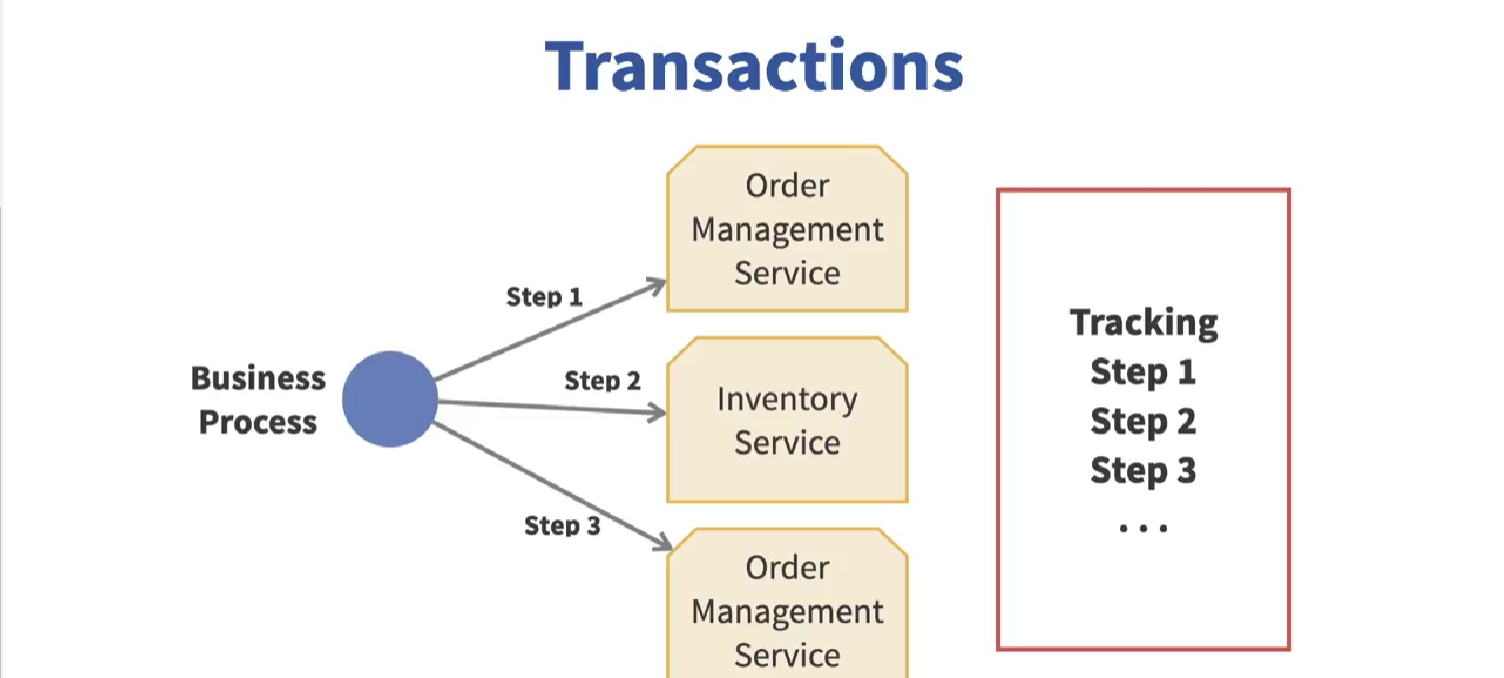 Transactions
Order
Management
Service
Step 1
Business
Process
Step 2
Inventory
Service
Step 3
Order
Management
Service
Tracking
Step 1
Step 2
Step 3
...